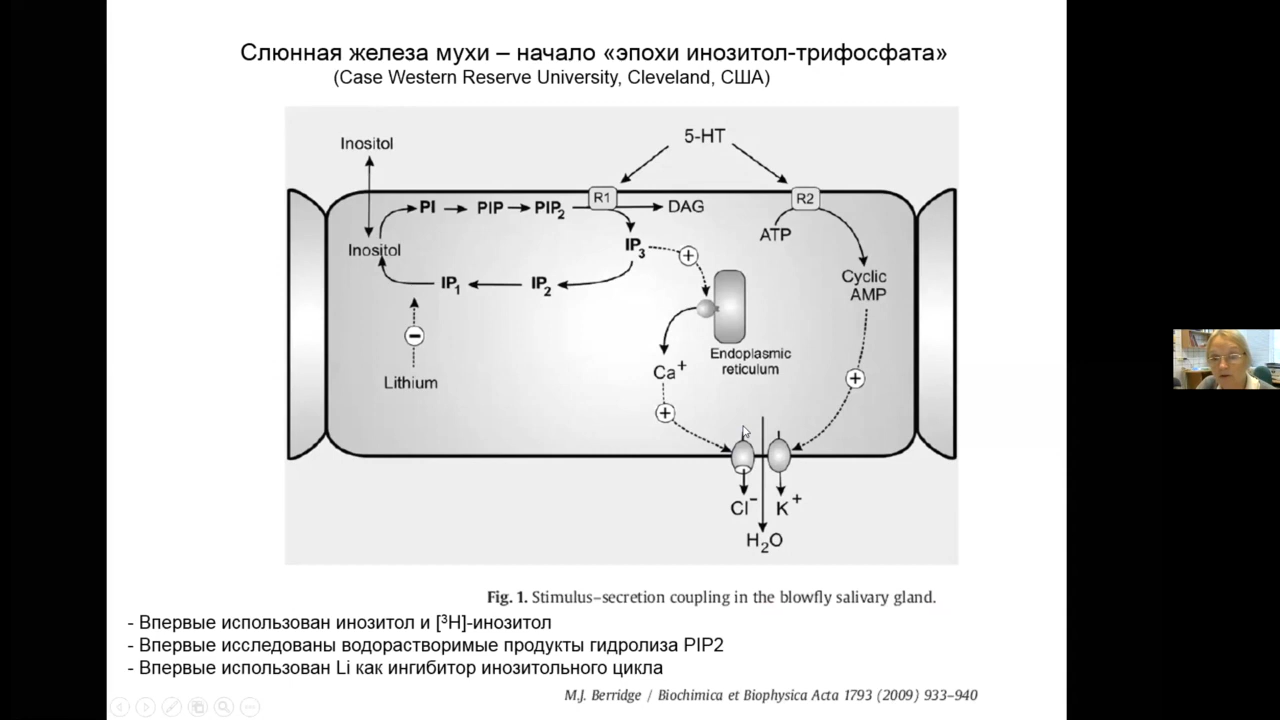 Слюнная железа мухи – начало «эпохи инозитол-трифосфата»
(Case Western Reserve University, Cleveland, США)
5-HT
Inositol
R1
R2
PI
PIP
PIP₂
DAG
ATP
Inositol
IP₃
+
IP₁
IP₂
Cyclic
AMP
−
Endoplasmic
reticulum
Ca⁺
Lithium
+
+
Cl⁻
K⁺
H₂O
Fig. 1. Stimulus–secretion coupling in the blowfly salivary gland.
- Впервые использован инозитол и [³H]-инозитол
- Впервые исследованы водорастворимые продукты гидролиза PIP2
- Впервые использован Li как ингибитор инозитольного цикла
M.J. Berridge / Biochimica et Biophysica Acta 1793 (2009) 933–940